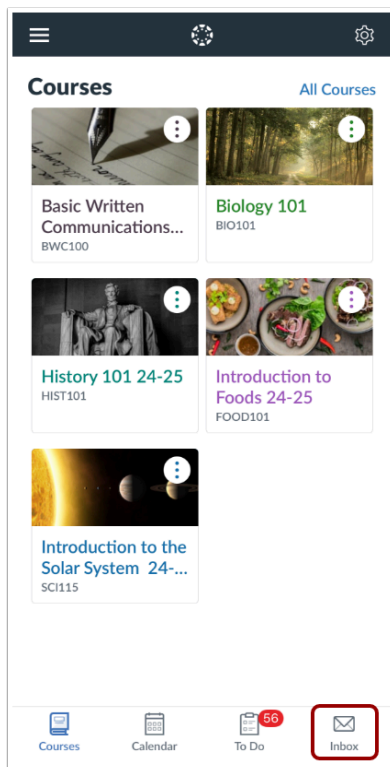 Courses
All Courses
Basic Written
Communications...
BWC100
Biology 101
BIO101
History 101 24-25
HIST101
Introduction to
Foods 24-25
FOOD101
Introduction to the
Solar System 24-...
SCI115
56
Courses
Calendar
To Do
Inbox